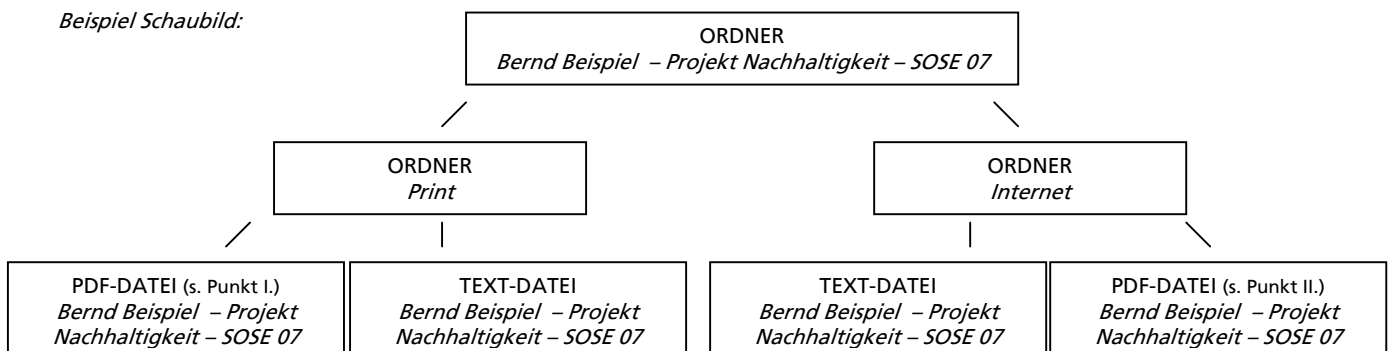 Beispiel Schaubild:
ORDNER
Bernd Beispiel – Projekt Nachhaltigkeit – SOSE 07
ORDNER
Print
ORDNER
Internet
PDF-DATEI (s. Punkt I.)
Bernd Beispiel – Projekt
Nachhaltigkeit – SOSE 07
TEXT-DATEI
Bernd Beispiel – Projekt
Nachhaltigkeit – SOSE 07
TEXT-DATEI
Bernd Beispiel – Projekt
Nachhaltigkeit – SOSE 07
PDF-DATEI (s. Punkt II.)
Bernd Beispiel – Projekt
Nachhaltigkeit – SOSE 07